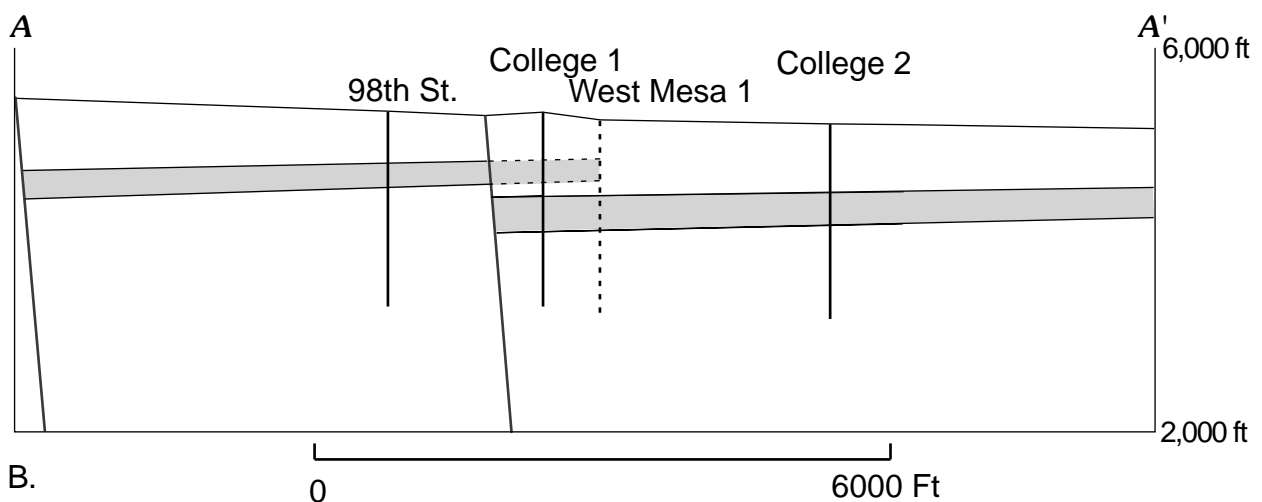 A A'
6,000 ft
College 1 College 2
98th St. West Mesa 1
2,000 ft
B.
0 6000 Ft